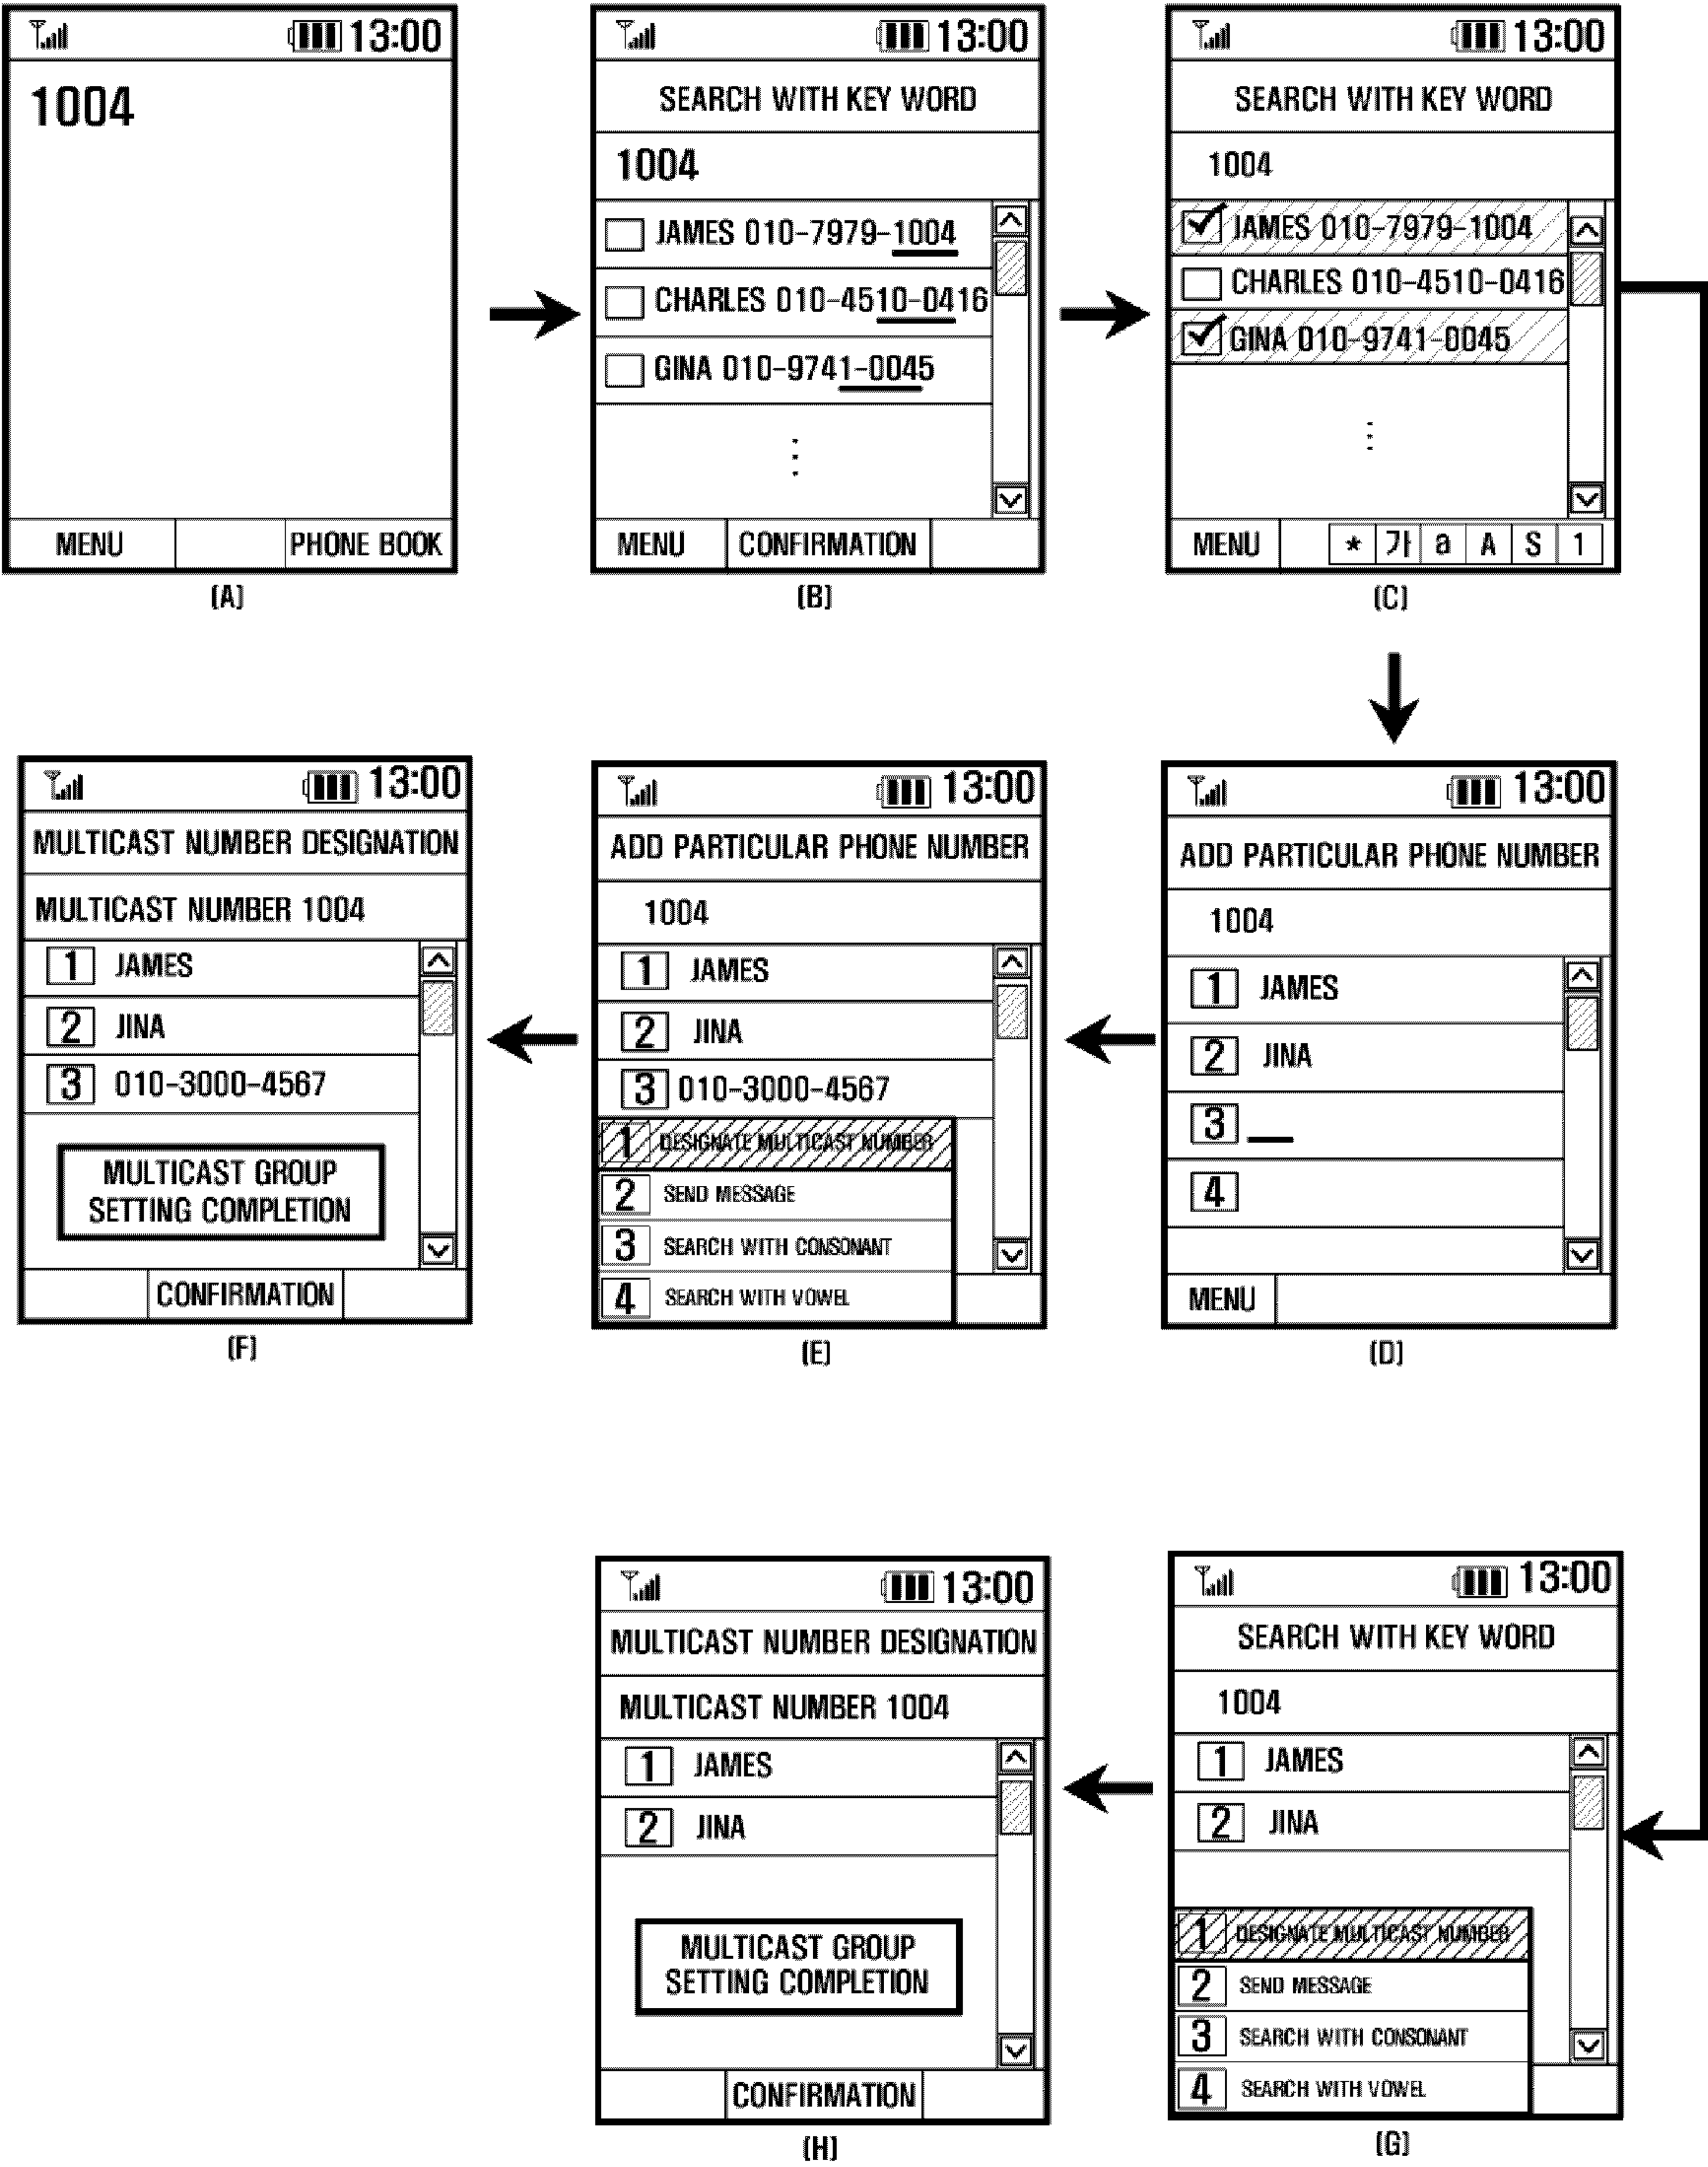 13:00
1004
MENU
PHONE BOOK
(A)
13:00
SEARCH WITH KEY WORD
1004
JAMES 010-7979-1004
CHARLES 010-4510-0416
GINA 010-9741-0045
MENU
CONFIRMATION
(B)
13:00
SEARCH WITH KEY WORD
1004
JAMES 010-7979-1004
CHARLES 010-4510-0416
GINA 010-9741-0045
MENU
* 가 a A S 1
(C)
13:00
MULTICAST NUMBER DESIGNATION
MULTICAST NUMBER 1004
1 JAMES
2 JINA
3 010-3000-4567
MULTICAST GROUP
SETTING COMPLETION
CONFIRMATION
(F)
13:00
ADD PARTICULAR PHONE NUMBER
1004
1 JAMES
2 JINA
3 010-3000-4567
1 DESIGNATE MULTICAST NUMBER
2 SEND MESSAGE
3 SEARCH WITH CONSONANT
4 SEARCH WITH VOWEL
(E)
13:00
ADD PARTICULAR PHONE NUMBER
1004
1 JAMES
2 JINA
3
4
MENU
(D)
13:00
MULTICAST NUMBER DESIGNATION
MULTICAST NUMBER 1004
1 JAMES
2 JINA
MULTICAST GROUP
SETTING COMPLETION
CONFIRMATION
(H)
13:00
SEARCH WITH KEY WORD
1004
1 JAMES
2 JINA
1 DESIGNATE MULTICAST NUMBER
2 SEND MESSAGE
3 SEARCH WITH CONSONANT
4 SEARCH WITH VOWEL
(G)